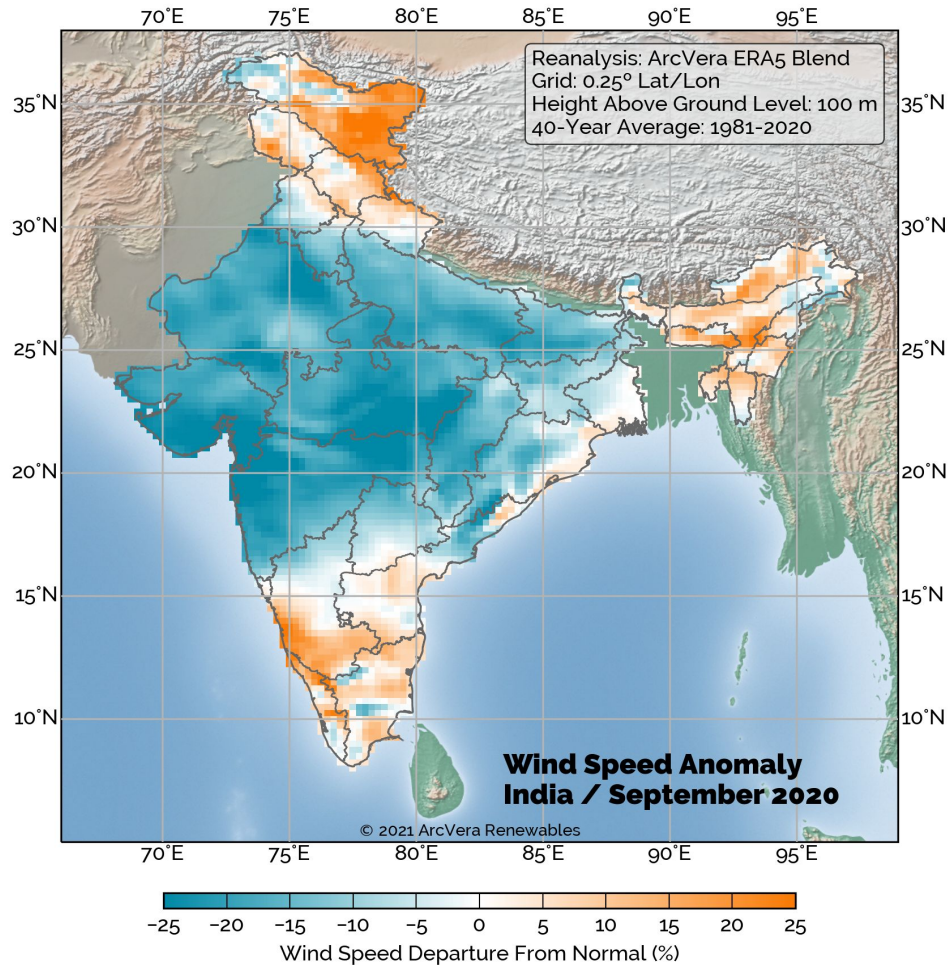 70°E 75°E 80°E 85°E 90°E 95°E
Reanalysis: ArcVera ERA5 Blend
Grid: 0.25º Lat/Lon
Height Above Ground Level: 100 m
40-Year Average: 1981-2020
35°N 35°N
30°N 30°N
25°N 25°N
20°N 20°N
15°N 15°N
10°N 10°N
Wind Speed Anomaly
India / September 2020
© 2021 ArcVera Renewables
70°E 75°E 80°E 85°E 90°E 95°E
−25 −20 −15 −10 −5 0 5 10 15 20 25
Wind Speed Departure From Normal (%)